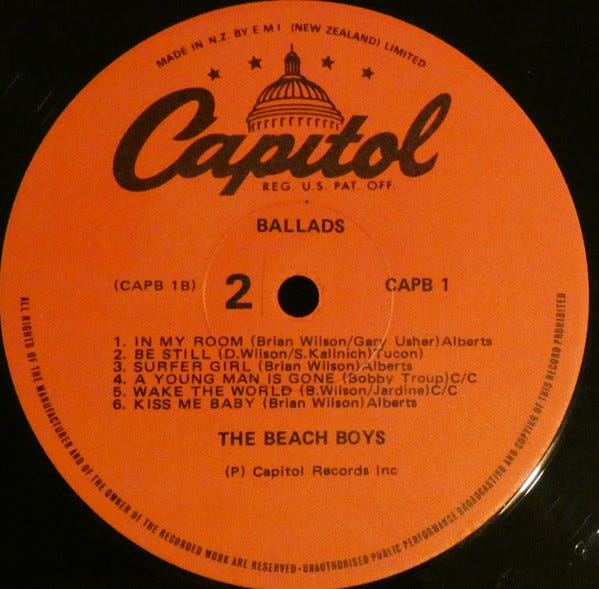 MADE IN N.Z. BY E M I (NEW ZEALAND) LIMITED
Capitol
REG. U.S. PAT. OFF.
BALLADS
(CAPB 1B) 2 CAPB 1
1. IN MY ROOM (Brian Wilson/Gary Usher)Alberts
2. BE STILL (D.Wilson/S.Kalinich)Tucon)
3. SURFER GIRL (Brian Wilson)Alberts
4. A YOUNG MAN IS GONE (Bobby Troup)C/C
5. WAKE THE WORLD (B.Wilson/Jardine)C/C
6. KISS ME BABY (Brian Wilson)Alberts
THE BEACH BOYS
(P) Capitol Records Inc
ALL RIGHTS OF THE MANUFACTURER AND OF THE OWNER OF THE RECORDED WORK ARE RESERVED-UNAUTHORISED PUBLIC PERFORMANCE BROADCASTING AND COPYING OF THIS RECORD PROHIBITED